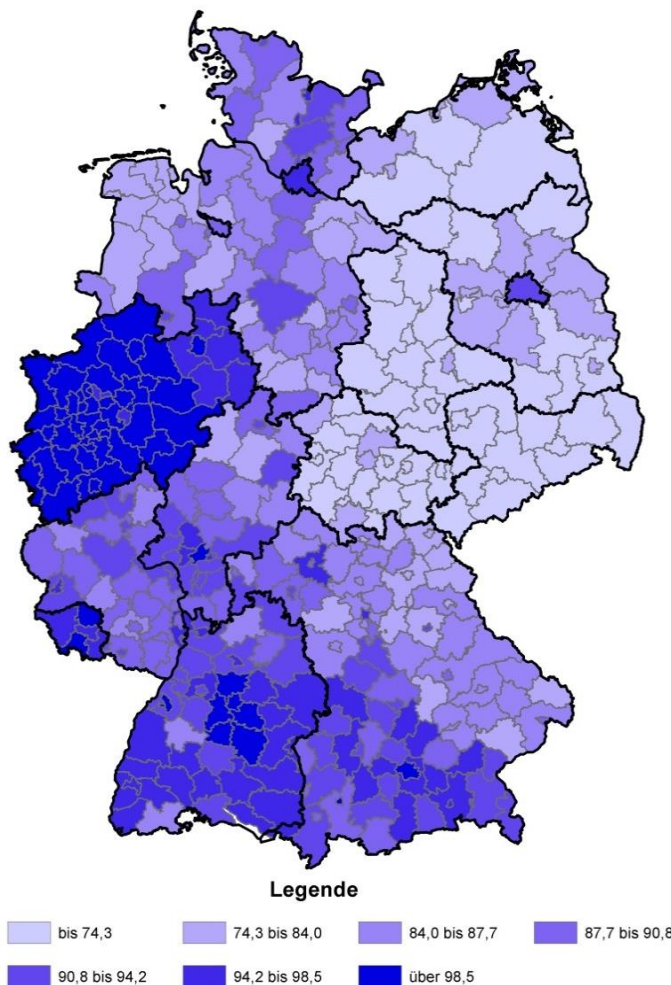 Legende
bis 74,3
74,3 bis 84,0
84,0 bis 87,7
87,7 bis 90,8
90,8 bis 94,2
94,2 bis 98,5
über 98,5